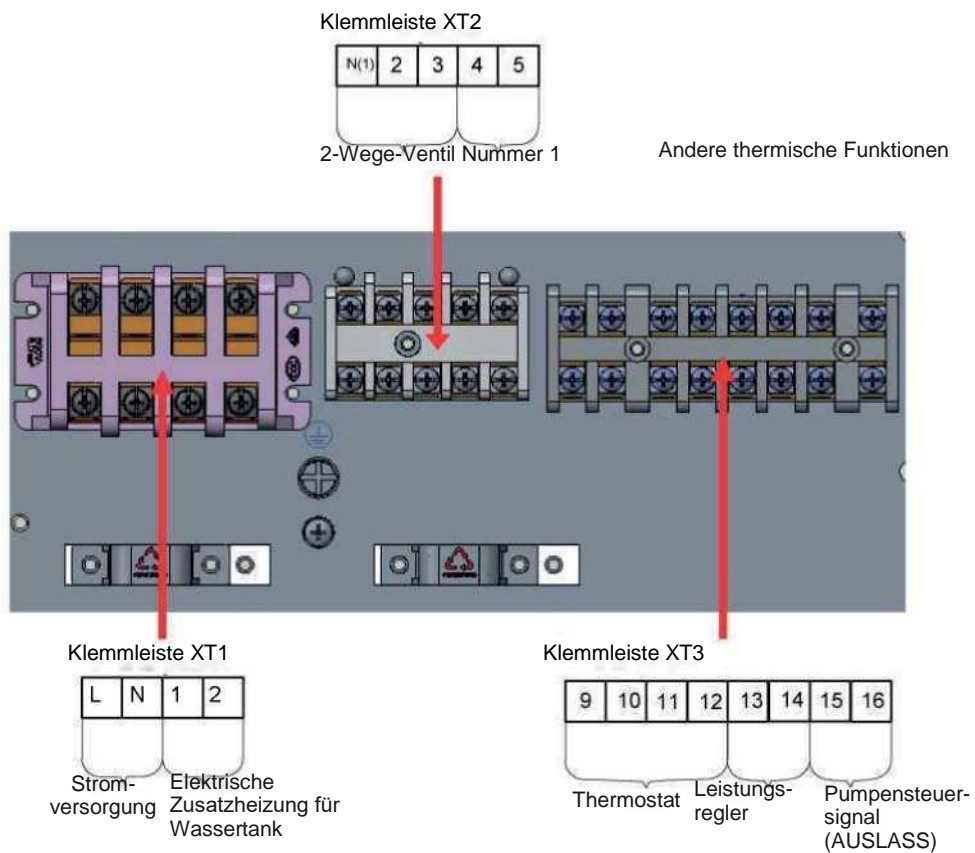 Klemmleiste XT2
N(1) 2 3 4 5
2-Wege-Ventil Nummer 1
Andere thermische Funktionen
Klemmleiste XT1
L N 1 2
Strom-
versorgung
Elektrische
Zusatzheizung für
Wassertank
Klemmleiste XT3
9 10 11 12 13 14 15 16
Thermostat
Leistungs-
regler
Pumpensteuer-
signal
(AUSLASS)